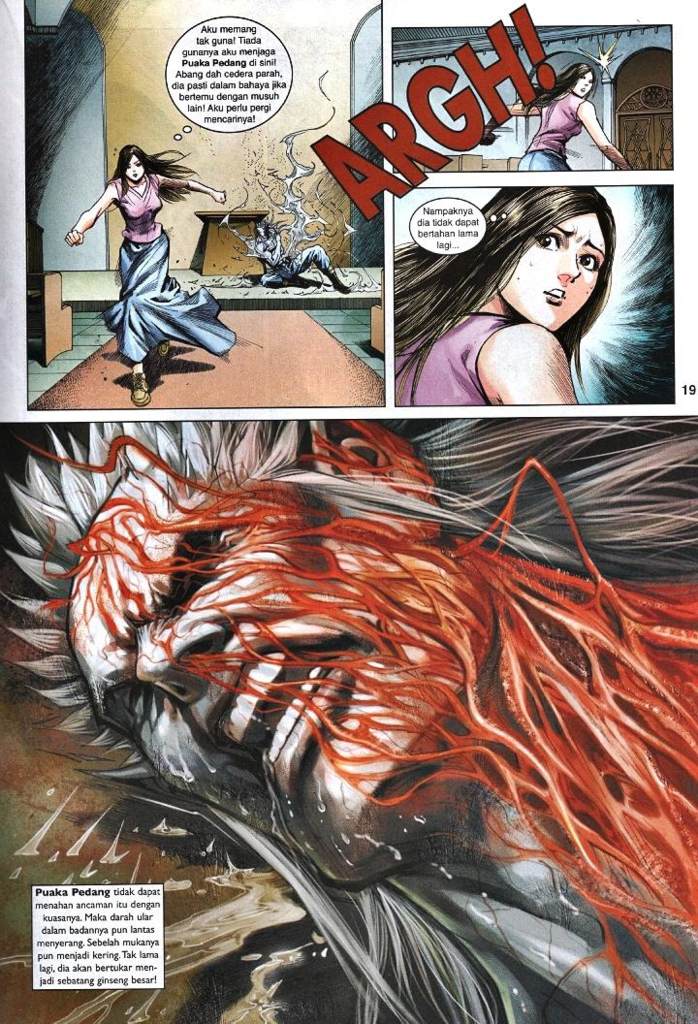 Aku memang
tak guna! Tiada
gunanya aku menjaga
Puaka Pedang di sini!
Abang dah cedera parah,
dia pasti dalam bahaya jika
bertemu dengan musuh
lain! Aku perlu pergi
mencarinya!
ARGH!
Nampaknya
dia tidak dapat
bertahan lama
lagi...
19
Puaka Pedang tidak dapat
menahan ancaman itu dengan
kuasanya. Maka darah ular
dalam badannya pun lantas
menyerang. Sebelah mukanya
pun menjadi kering. Tak lama
lagi, dia akan bertukar men-
jadi sebatang ginseng besar!